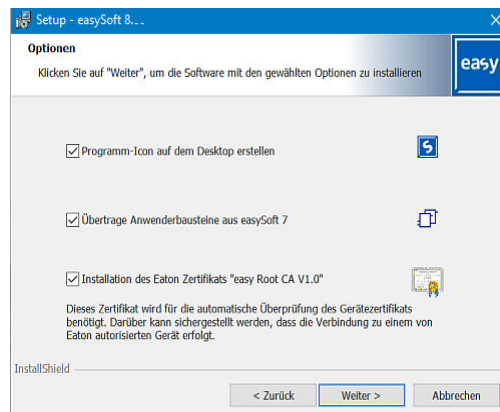 Setup - easySoft 8...
Optionen
Klicken Sie auf "Weiter", um die Software mit den gewählten Optionen zu installieren
easy
Programm-Icon auf dem Desktop erstellen
Übertrage Anwenderbausteine aus easySoft 7
Installation des Eaton Zertifikats "easy Root CA V1.0"
Dieses Zertifikat wird für die automatische Überprüfung des Gerätezertifikats
benötigt. Darüber kann sichergestellt werden, dass die Verbindung zu einem von
Eaton autorisierten Gerät erfolgt.
InstallShield
< Zurück
Weiter >
Abbrechen